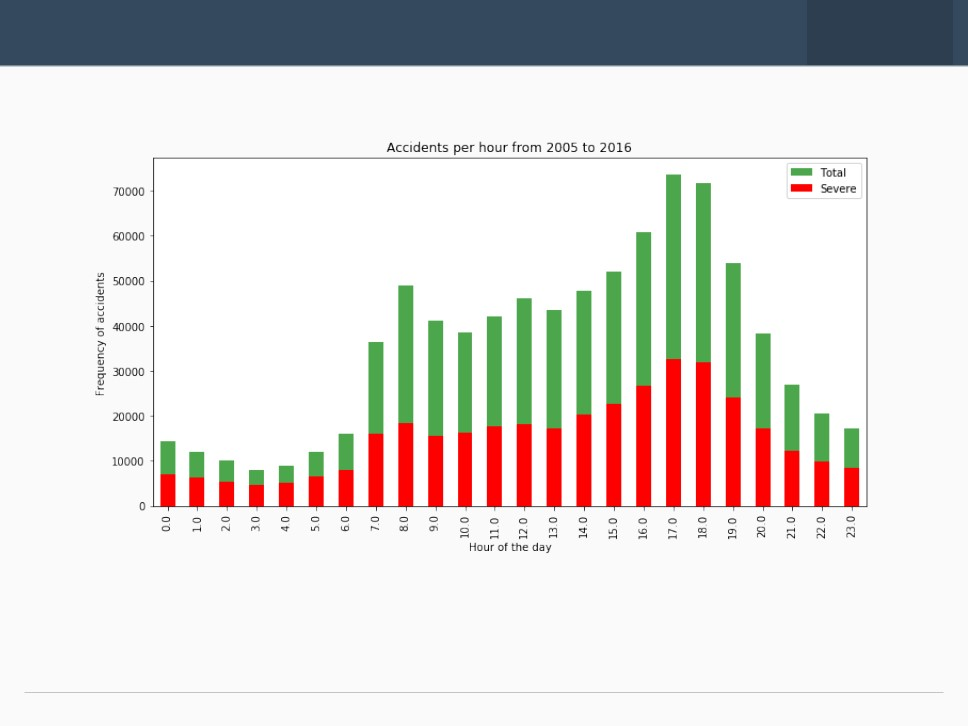 Accidents per hour from 2005 to 2016
Total
Severe
Frequency of accidents
70000
60000
50000
40000
30000
20000
10000
0
0.0 1.0 2.0 3.0 4.0 5.0 6.0 7.0 8.0 9.0 10.0 11.0 12.0 13.0 14.0 15.0 16.0 17.0 18.0 19.0 20.0 21.0 22.0 23.0
Hour of the day